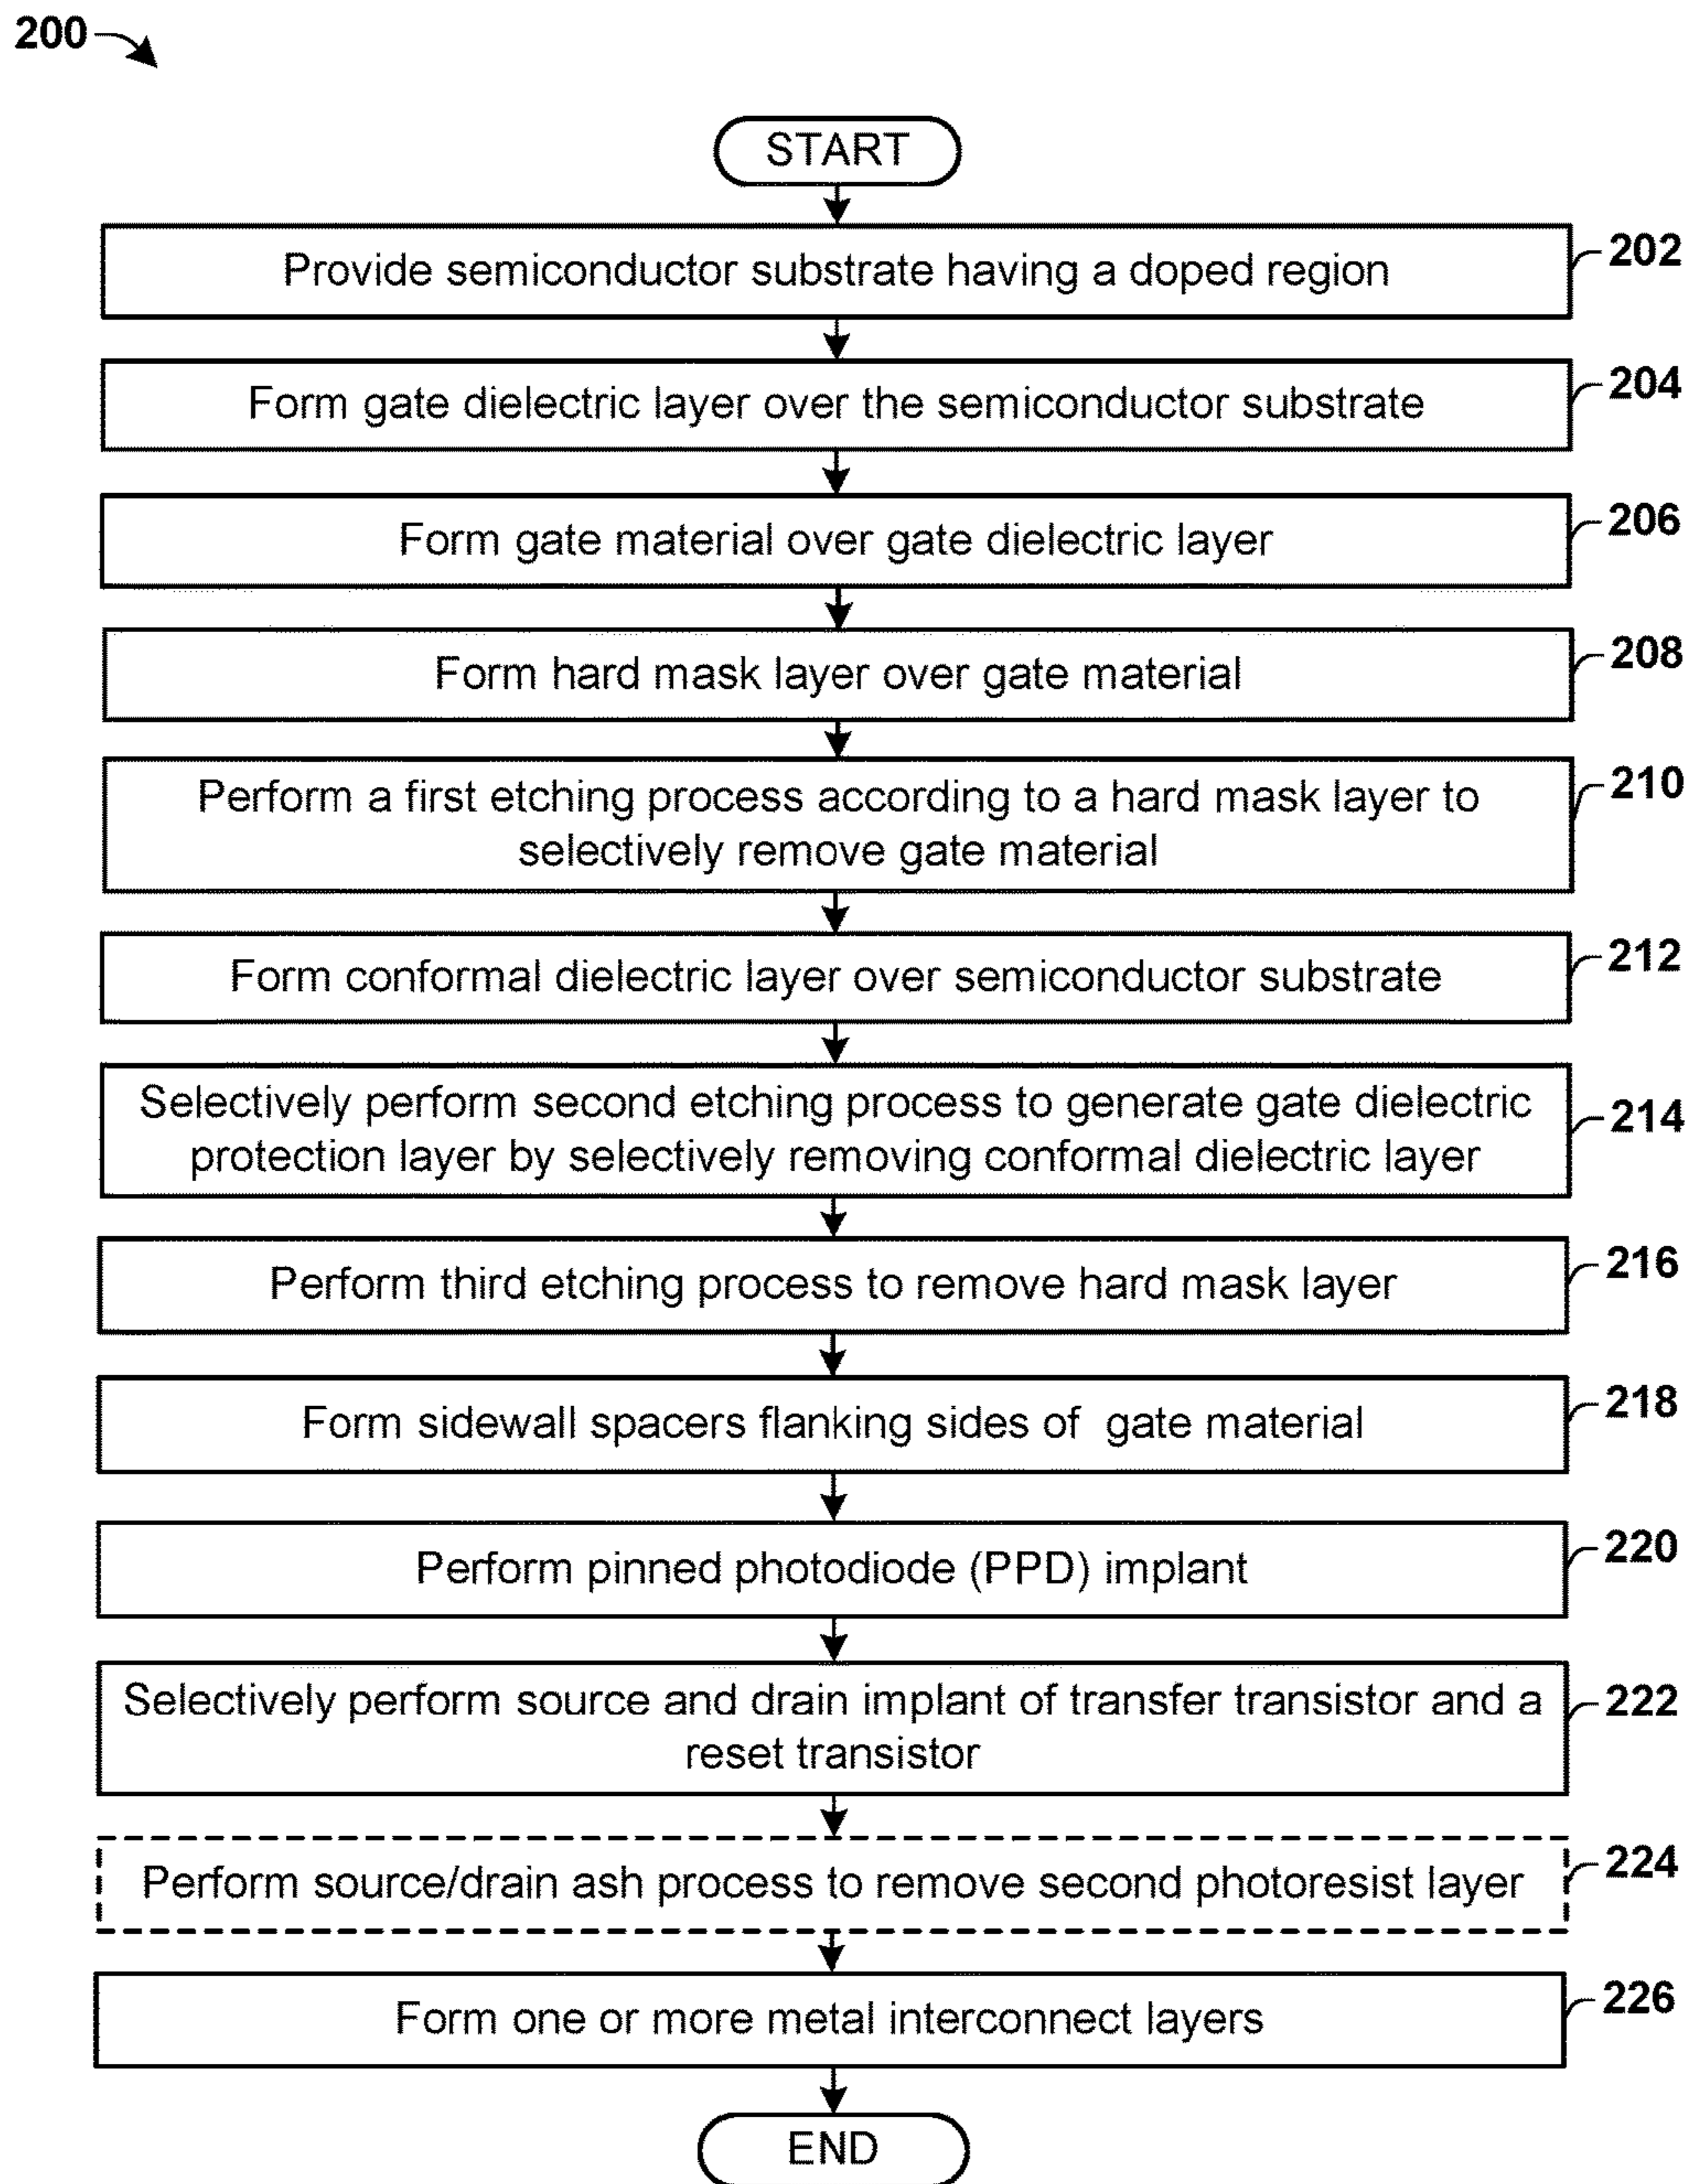 200
START
Provide semiconductor substrate having a doped region
202
Form gate dielectric layer over the semiconductor substrate
204
Form gate material over gate dielectric layer
206
Form hard mask layer over gate material
208
Perform a first etching process according to a hard mask layer to
selectively remove gate material
210
Form conformal dielectric layer over semiconductor substrate
212
Selectively perform second etching process to generate gate dielectric
protection layer by selectively removing conformal dielectric layer
214
Perform third etching process to remove hard mask layer
216
Form sidewall spacers flanking sides of gate material
218
Perform pinned photodiode (PPD) implant
220
Selectively perform source and drain implant of transfer transistor and a
reset transistor
222
Perform source/drain ash process to remove second photoresist layer
224
Form one or more metal interconnect layers
226
END